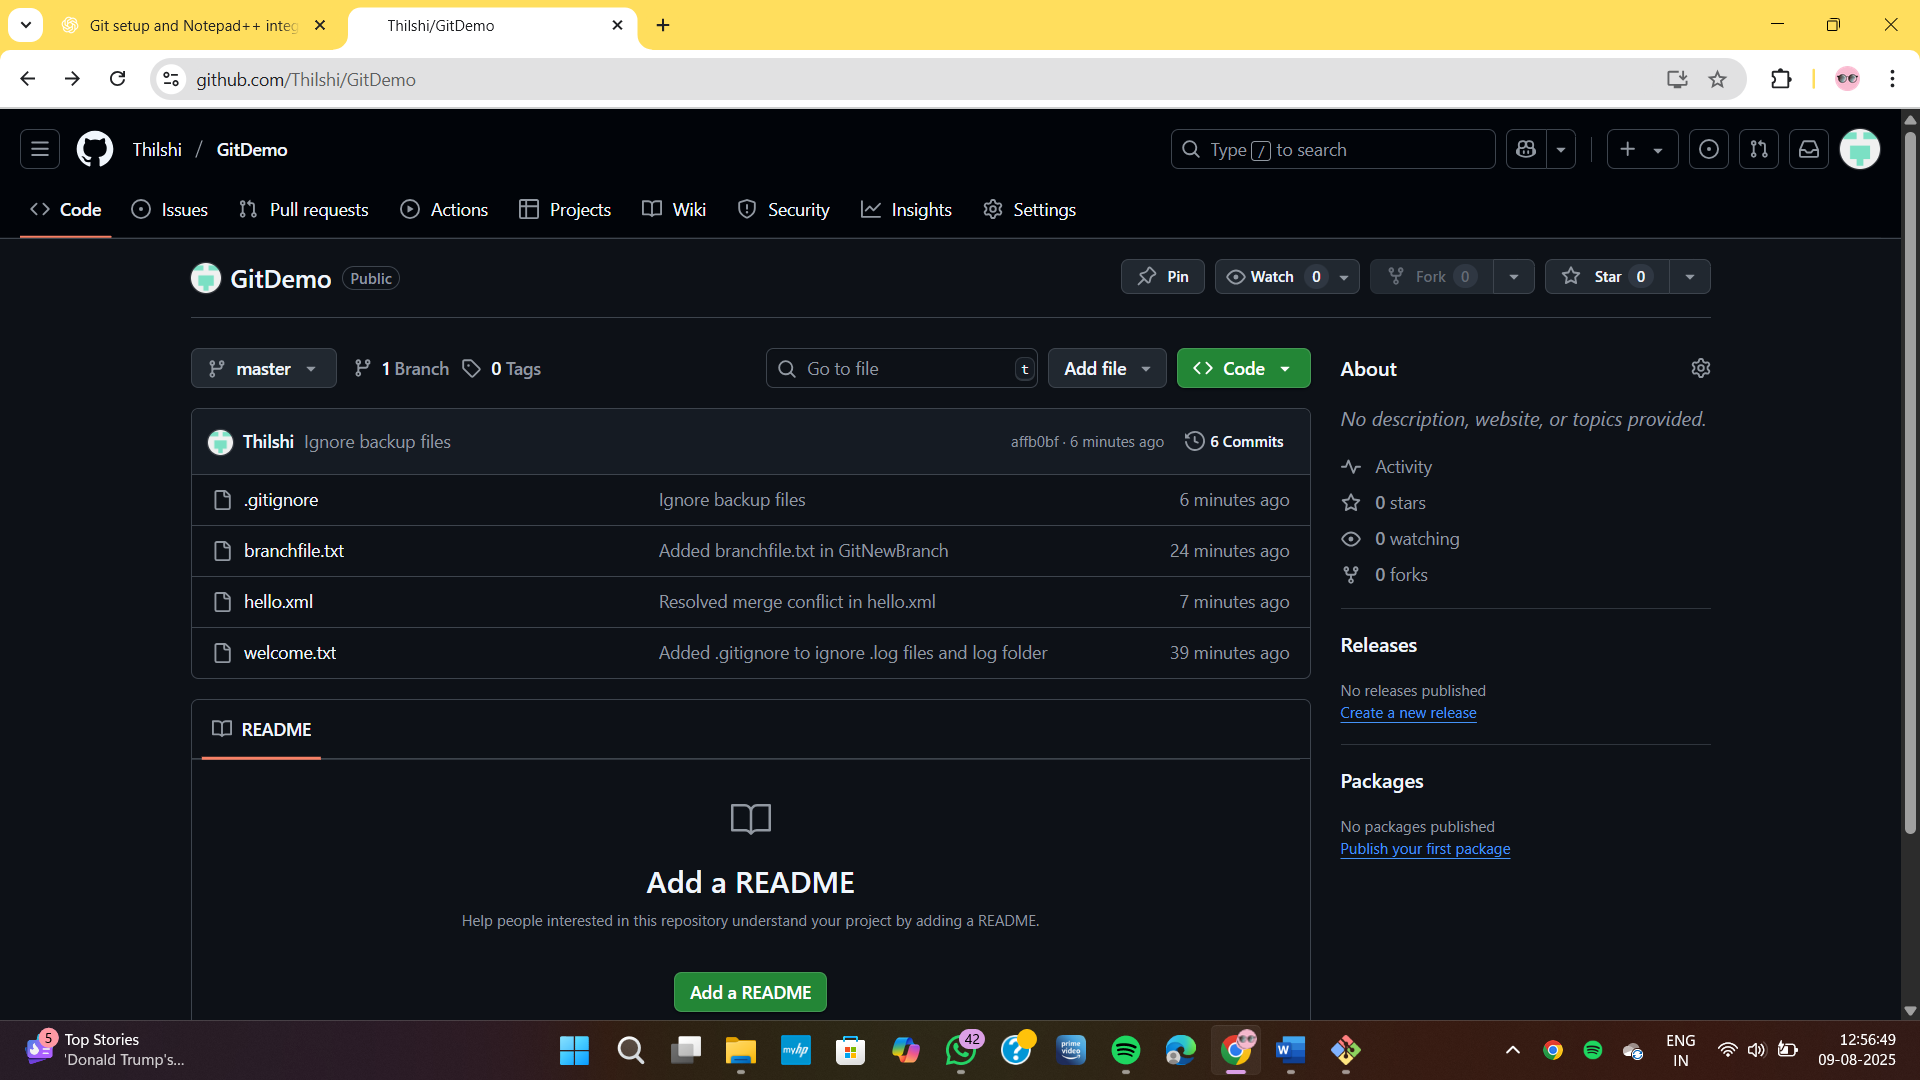 Git setup and Notepad++ integ
Thilshi/GitDemo
github.com/Thilshi/GitDemo
Thilshi / GitDemo
Type / to search
Code
Issues
Pull requests
Actions
Projects
Wiki
Security
Insights
Settings
GitDemo Public
Pin
Watch 0
Fork 0
Star 0
master
1 Branch
0 Tags
Go to file t
Add file
Code
Thilshi Ignore backup files affb0bf · 6 minutes ago 6 Commits
.gitignore Ignore backup files 6 minutes ago
branchfile.txt Added branchfile.txt in GitNewBranch 24 minutes ago
hello.xml Resolved merge conflict in hello.xml 7 minutes ago
welcome.txt Added .gitignore to ignore .log files and log folder 39 minutes ago
README
Add a README
Help people interested in this repository understand your project by adding a README.
Add a README
About
No description, website, or topics provided.
Activity
0 stars
0 watching
0 forks
Releases
No releases published
Create a new release
Packages
No packages published
Publish your first package
5
Top Stories
'Donald Trump's...
myhp
42
prime video
W
ENG
IN
12:56:49
09-08-2025